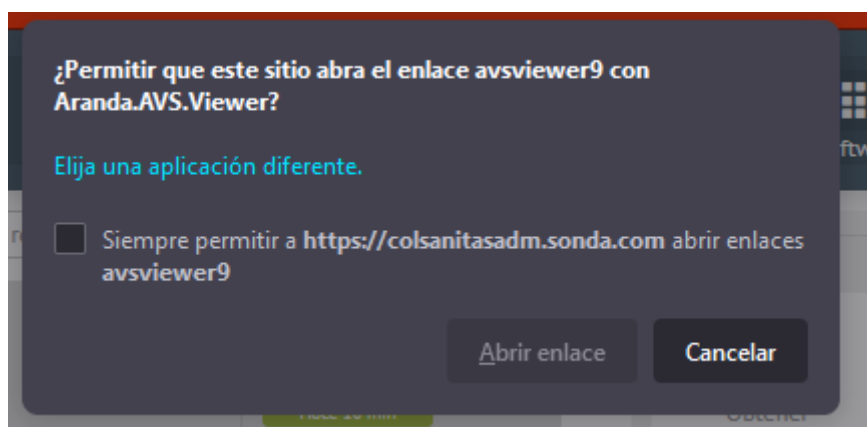 ¿Permitir que este sitio abra el enlace avsviewer9 con
Aranda.AVS.Viewer?
Elija una aplicación diferente.
Siempre permitir a https://colsanitasadm.sonda.com abrir enlaces
avsviewer9
Abrir enlace
Cancelar
Obtener